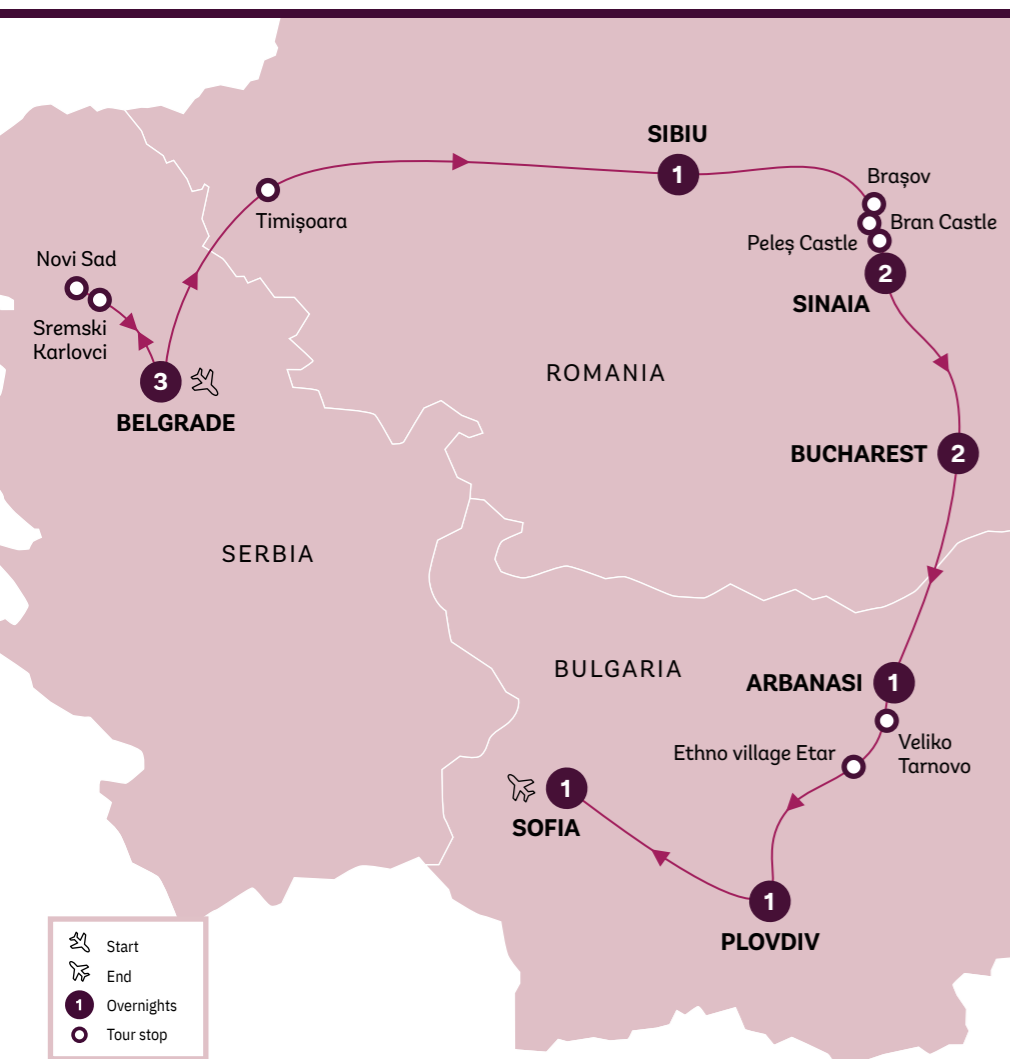 SIBIU
1
Brașov
Bran Castle
Peleș Castle
2
SINAIA
Timișoara
Novi Sad
Sremski
Karlovci
3
BELGRADE
ROMANIA
BUCHAREST
2
SERBIA
BULGARIA
ARBANASI
1
Veliko
Tarnovo
Ethno village Etar
1
SOFIA
1
PLOVDIV
Start
End
1 Overnights
Tour stop